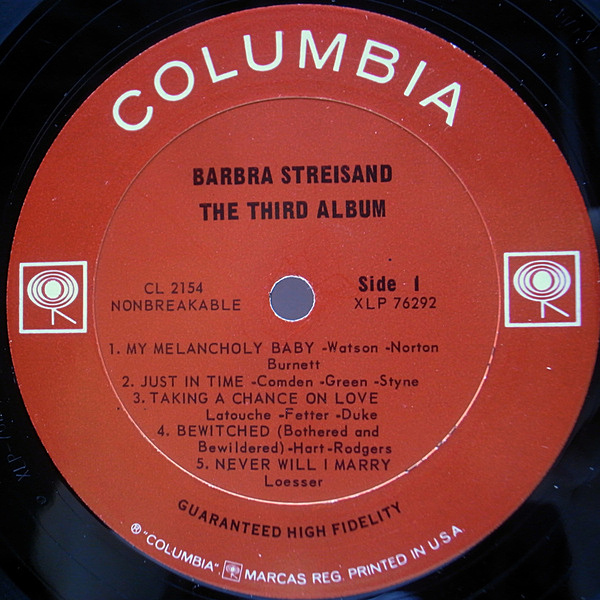 COLUMBIA
BARBRA STREISAND
THE THIRD ALBUM
CL 2154
NONBREAKABLE
Side 1
XLP 76292
1. MY MELANCHOLY BABY -Watson -Norton
Burnett
2. JUST IN TIME -Comden -Green -Styne
3. TAKING A CHANCE ON LOVE
Latouche -Fetter -Duke
4. BEWITCHED (Bothered and
Bewildered) -Hart -Rodgers
5. NEVER WILL I MARRY
Loesser
GUARANTEED HIGH FIDELITY
® "COLUMBIA" MARCAS REG. PRINTED IN U.S.A.